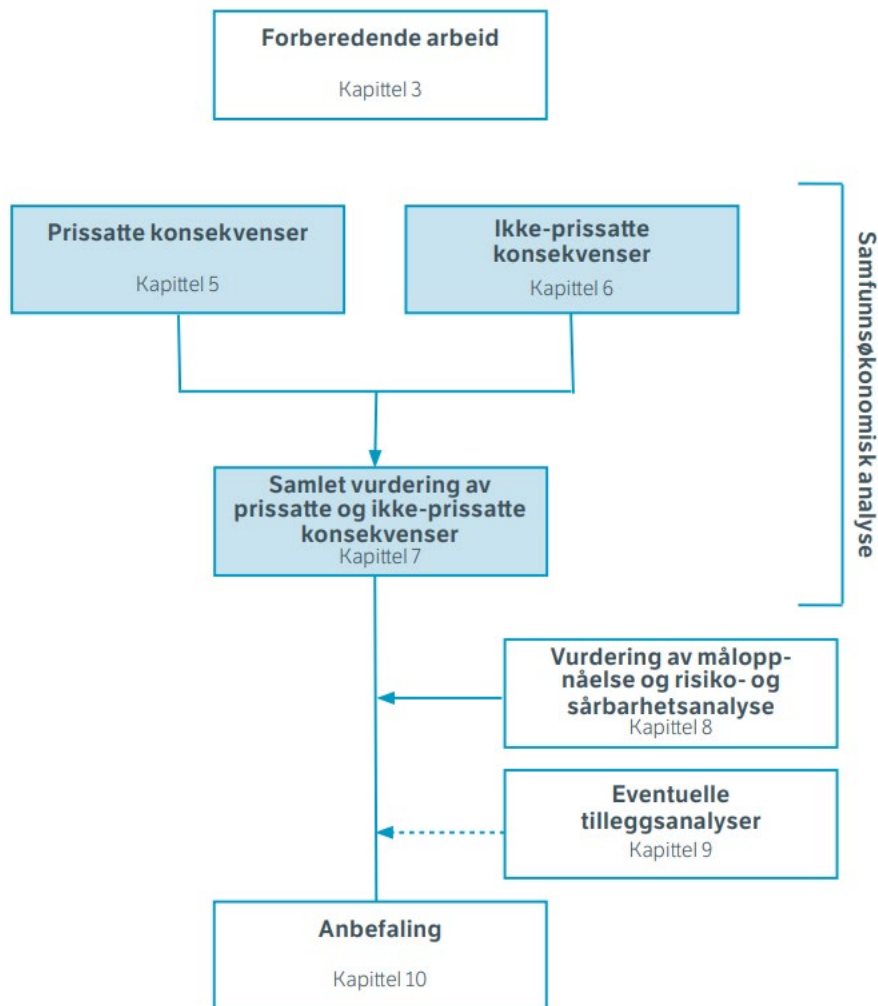 Forberedende arbeid
Kapittel 3
Prissatte konsekvenser
Kapittel 5
Ikke-prissatte
konsekvenser
Kapittel 6
Samfunnsøkonomisk analyse
Samlet vurdering av
prissatte og ikke-prissatte
konsekvenser
Kapittel 7
Vurdering av målopp-
nåelse og risiko- og
sårbarhetsanalyse
Kapittel 8
Eventuelle
tilleggsanalyser
Kapittel 9
Anbefaling
Kapittel 10